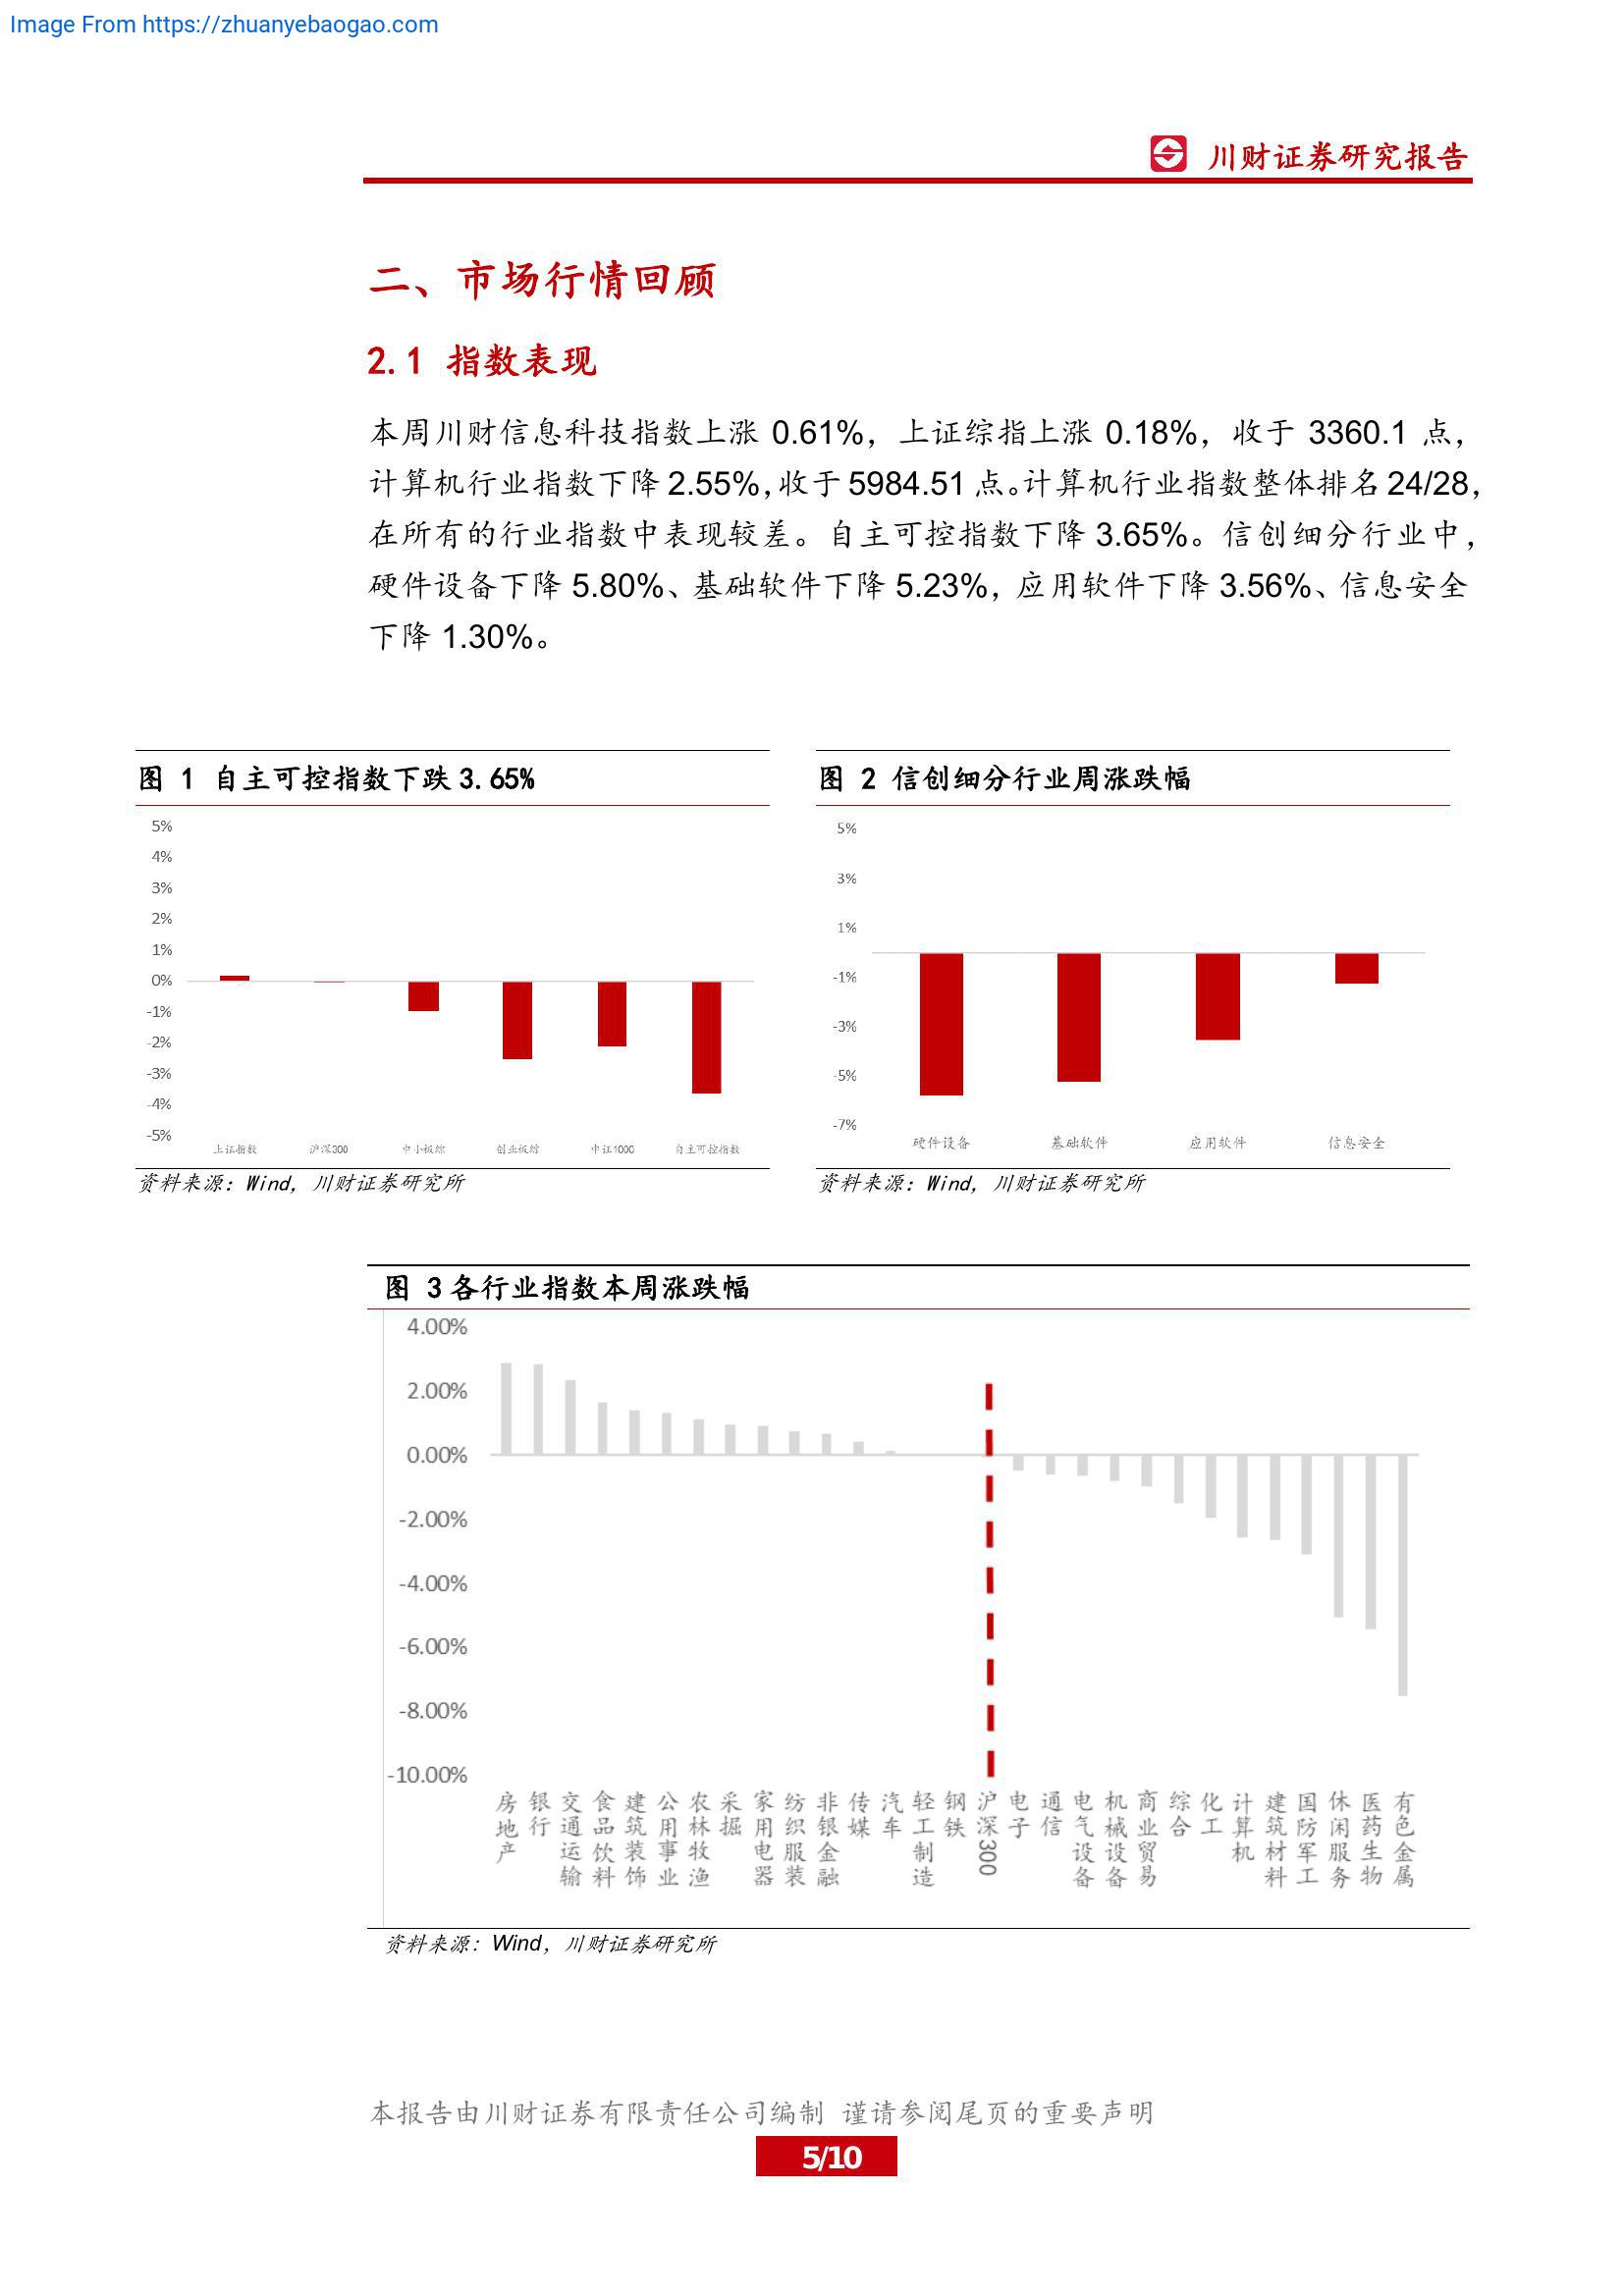 Image From https://zhuanyebaogao.com
川财证券研究报告
二、市场行情回顾
2.1 指数表现
本周川财信息科技指数上涨 0.61%，上证综指上涨 0.18%，收于 3360.1 点，
计算机行业指数下降 2.55%，收于 5984.51 点。计算机行业指数整体排名 24/28，
在所有的行业指数中表现较差。自主可控指数下降 3.65%。信创细分行业中，
硬件设备下降 5.80%、基础软件下降 5.23%，应用软件下降 3.56%、信息安全
下降 1.30%。
图 1 自主可控指数下跌 3.65%
5%
4%
3%
2%
1%
0%
-1%
-2%
-3%
-4%
-5%
上证指数 沪深300 中小板综 创业板综 中证1000 自主可控指数
资料来源：Wind，川财证券研究所
图 2 信创细分行业周涨跌幅
5%
3%
1%
-1%
-3%
-5%
-7%
硬件设备 基础软件 应用软件 信息安全
资料来源：Wind，川财证券研究所
图 3 各行业指数本周涨跌幅
4.00%
2.00%
0.00%
-2.00%
-4.00%
-6.00%
-8.00%
-10.00%
房地产 银行 交通运输 食品饮料 建筑装饰 公用事业 农林牧渔 采掘 家用电器 纺织服装 非银金融 传媒 汽车 轻工制造 钢铁 沪深300 电子 通信 电气设备 机械设备 商业贸易 综合 化工 计算机 建筑材料 国防军工 休闲服务 医药生物 有色金属
资料来源：Wind，川财证券研究所
本报告由川财证券有限责任公司编制 谨请参阅尾页的重要声明
5/10